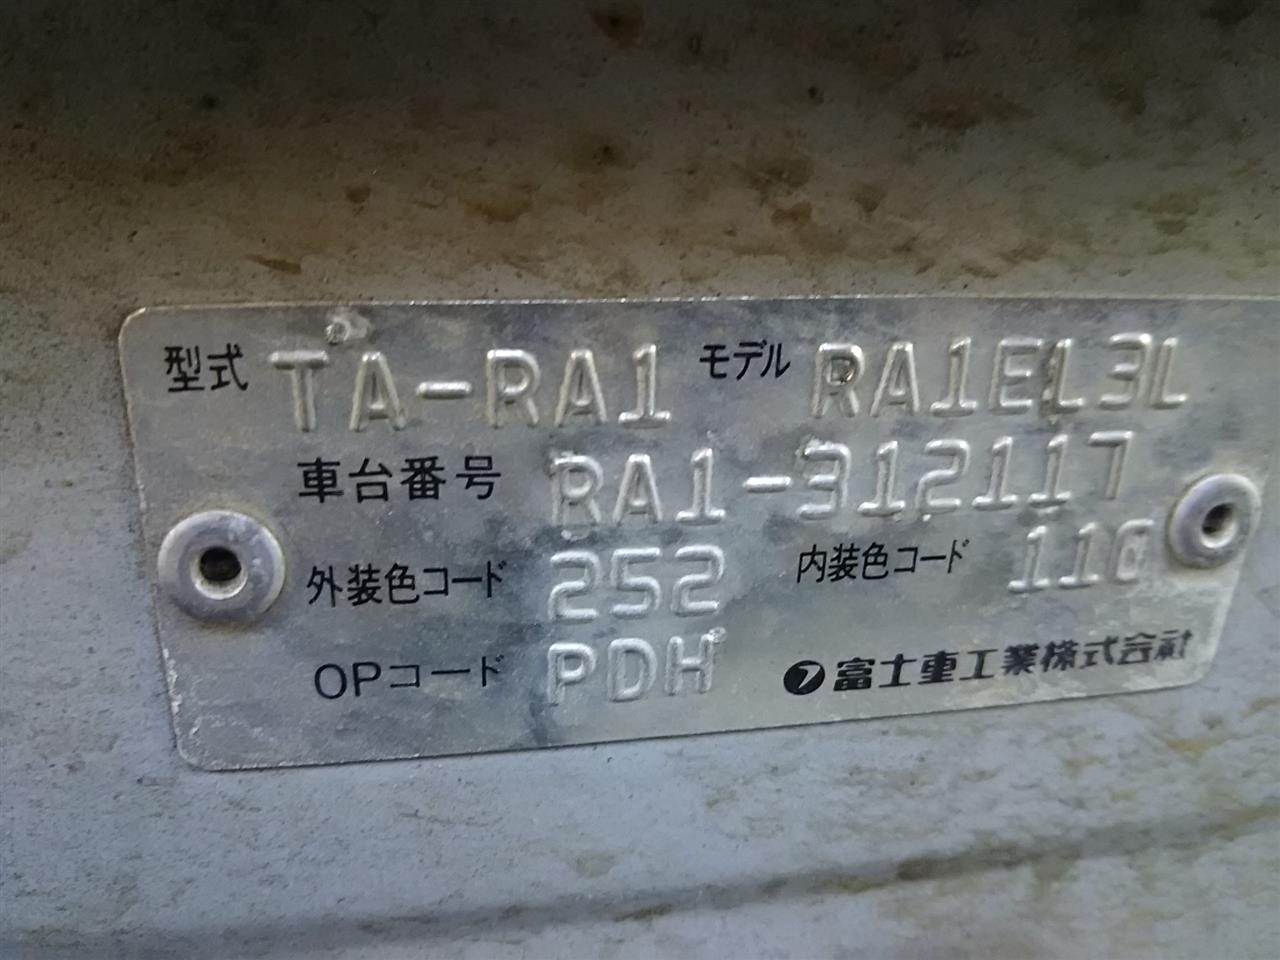 型式 TA-RA1 モデル RA1EL3L
車台番号 RA1-312117
外装色コード 252 内装色コード 110
OPコード PDH フ 富士重工業株式会社